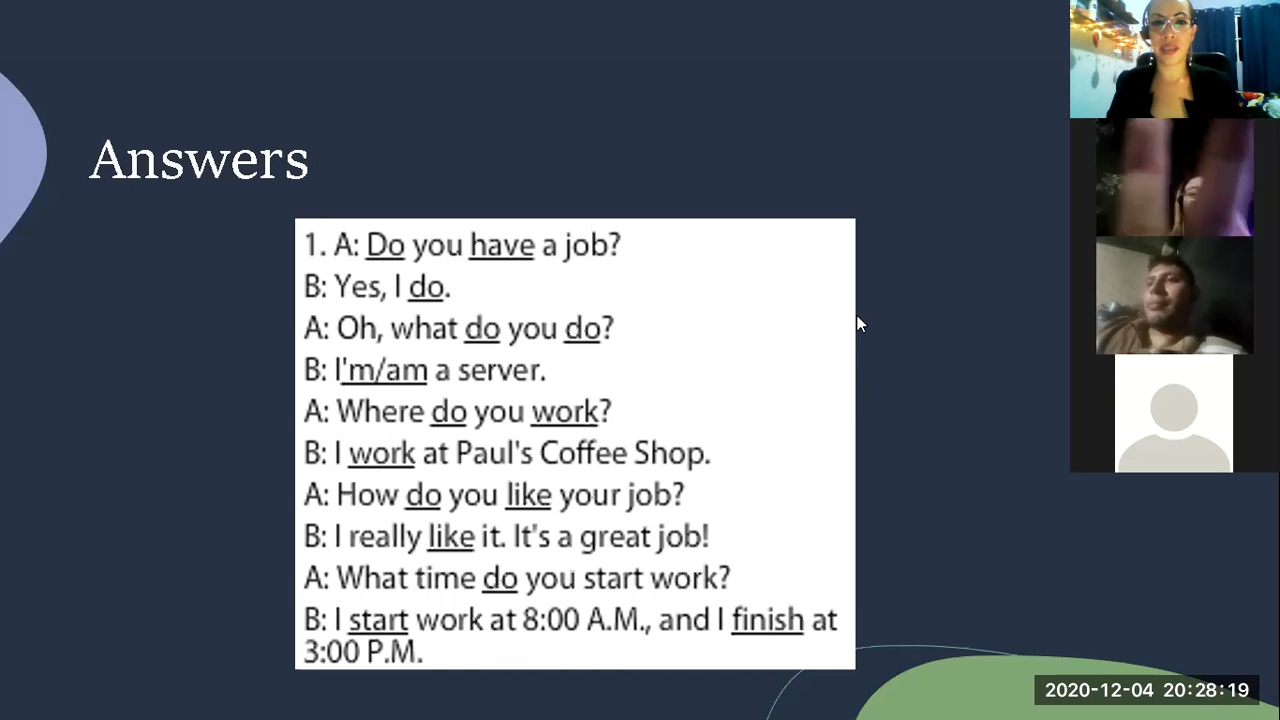 Answers
1. A: Do you have a job?
B: Yes, I do.
A: Oh, what do you do?
B: I'm/am a server.
A: Where do you work?
B: I work at Paul's Coffee Shop.
A: How do you like your job?
B: I really like it. It's a great job!
A: What time do you start work?
B: I start work at 8:00 A.M., and I finish at
3:00 P.M.
2020-12-04 20:28:19